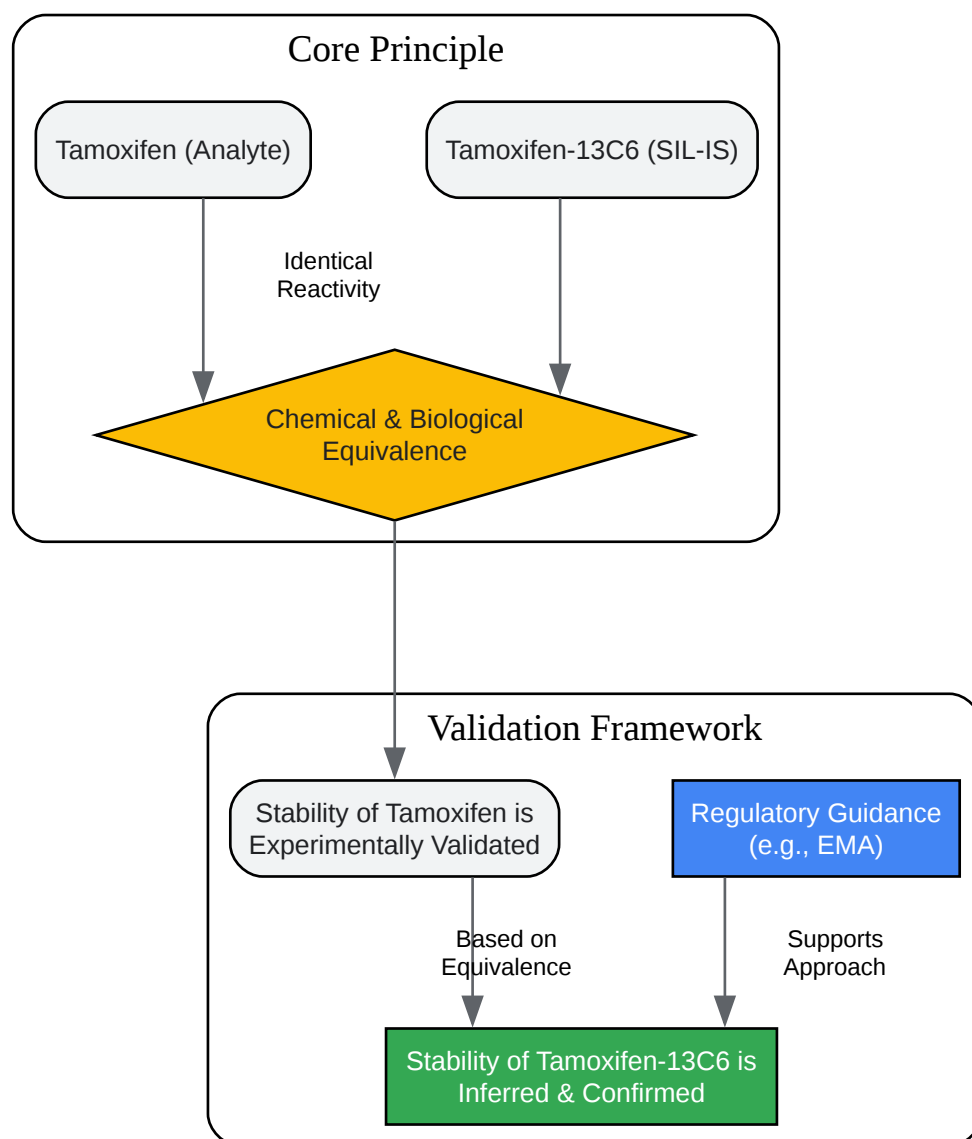 Core Principle
Tamoxifen (Analyte)
Tamoxifen-13C6 (SIL-IS)
Identical
Reactivity
Chemical & Biological
Equivalence
Validation Framework
Stability of Tamoxifen is
Experimentally Validated
Regulatory Guidance
(e.g., EMA)
Based on
Equivalence
Supports
Approach
Stability of Tamoxifen-13C6 is
Inferred & Confirmed